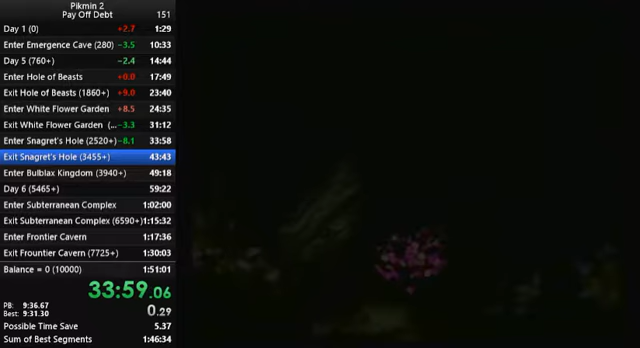 Pikmin 2
Pay Off Debt 151
Day 1 (0) +2.7 1:29
Enter Emergence Cave (280) −3.5 10:33
Day 5 (760+) −2.4 14:44
Enter Hole of Beasts +0.0 17:49
Exit Hole of Beasts (1860+) +9.0 23:40
Enter White Flower Garden +8.5 24:35
Exit White Flower Garden (... −3.3 31:12
Enter Snagret's Hole (2520+) −8.1 33:58
Exit Snagret's Hole (3455+) 43:43
Enter Bulblax Kingdom (3940+) 49:18
Day 6 (5465+) 59:22
Enter Subterranean Complex 1:02:00
Exit Subterranean Complex (6590+) 1:15:32
Enter Frontier Cavern 1:17:36
Exit Frountier Cavern (7725+) 1:30:03
Balance = 0 (10000) 1:51:01
33:59.06
PB: 9:36.67
Best: 9:31.30 0.29
Possible Time Save 5.37
Sum of Best Segments 1:46:34